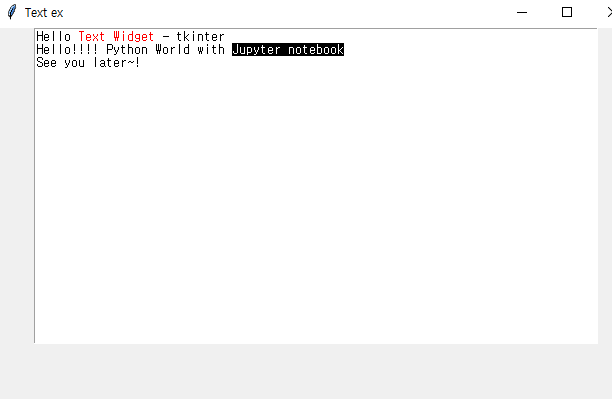 Text ex
Hello Text Widget - tkinter
Hello!!!! Python World with Jupyter notebook
See you later~!